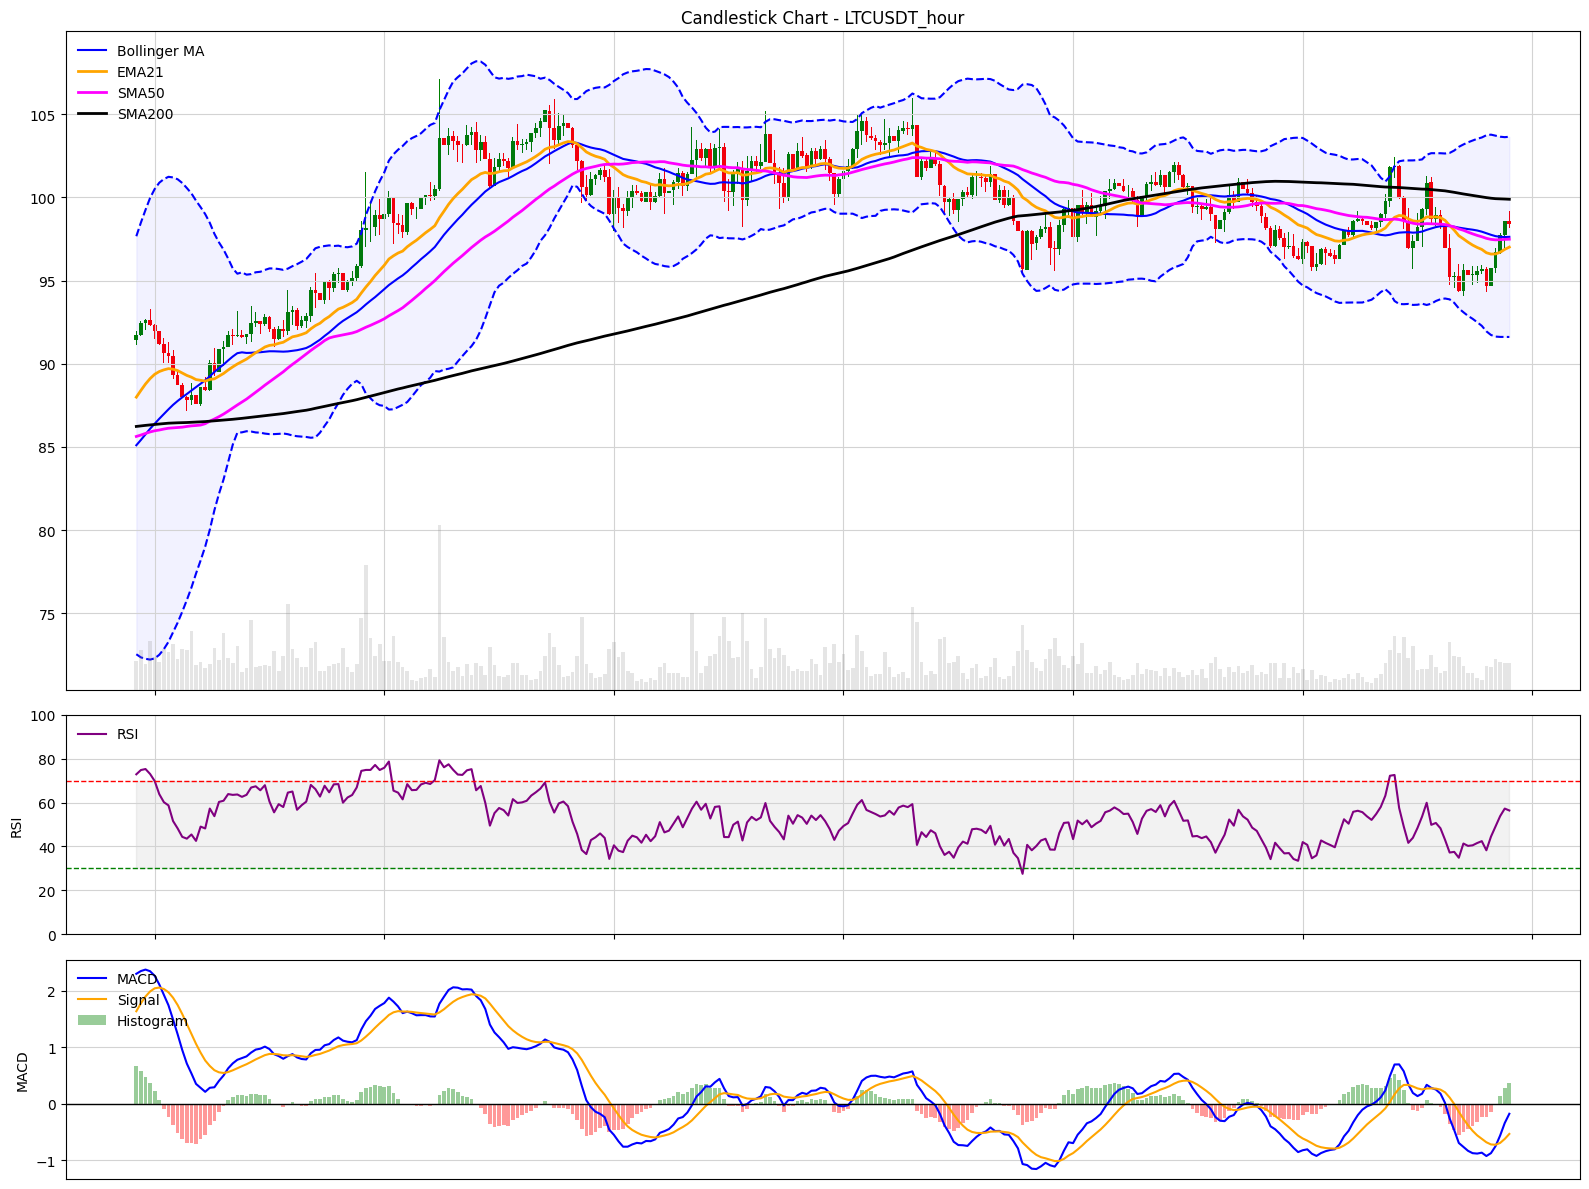 Candlestick Chart - LTCUSDT_hour
Bollinger MA
EMA21
SMA50
SMA200
105
100
95
90
85
80
75
RSI
100
80
60
40
20
0
RSI
MACD
Signal
Histogram
2
1
0
−1
MACD